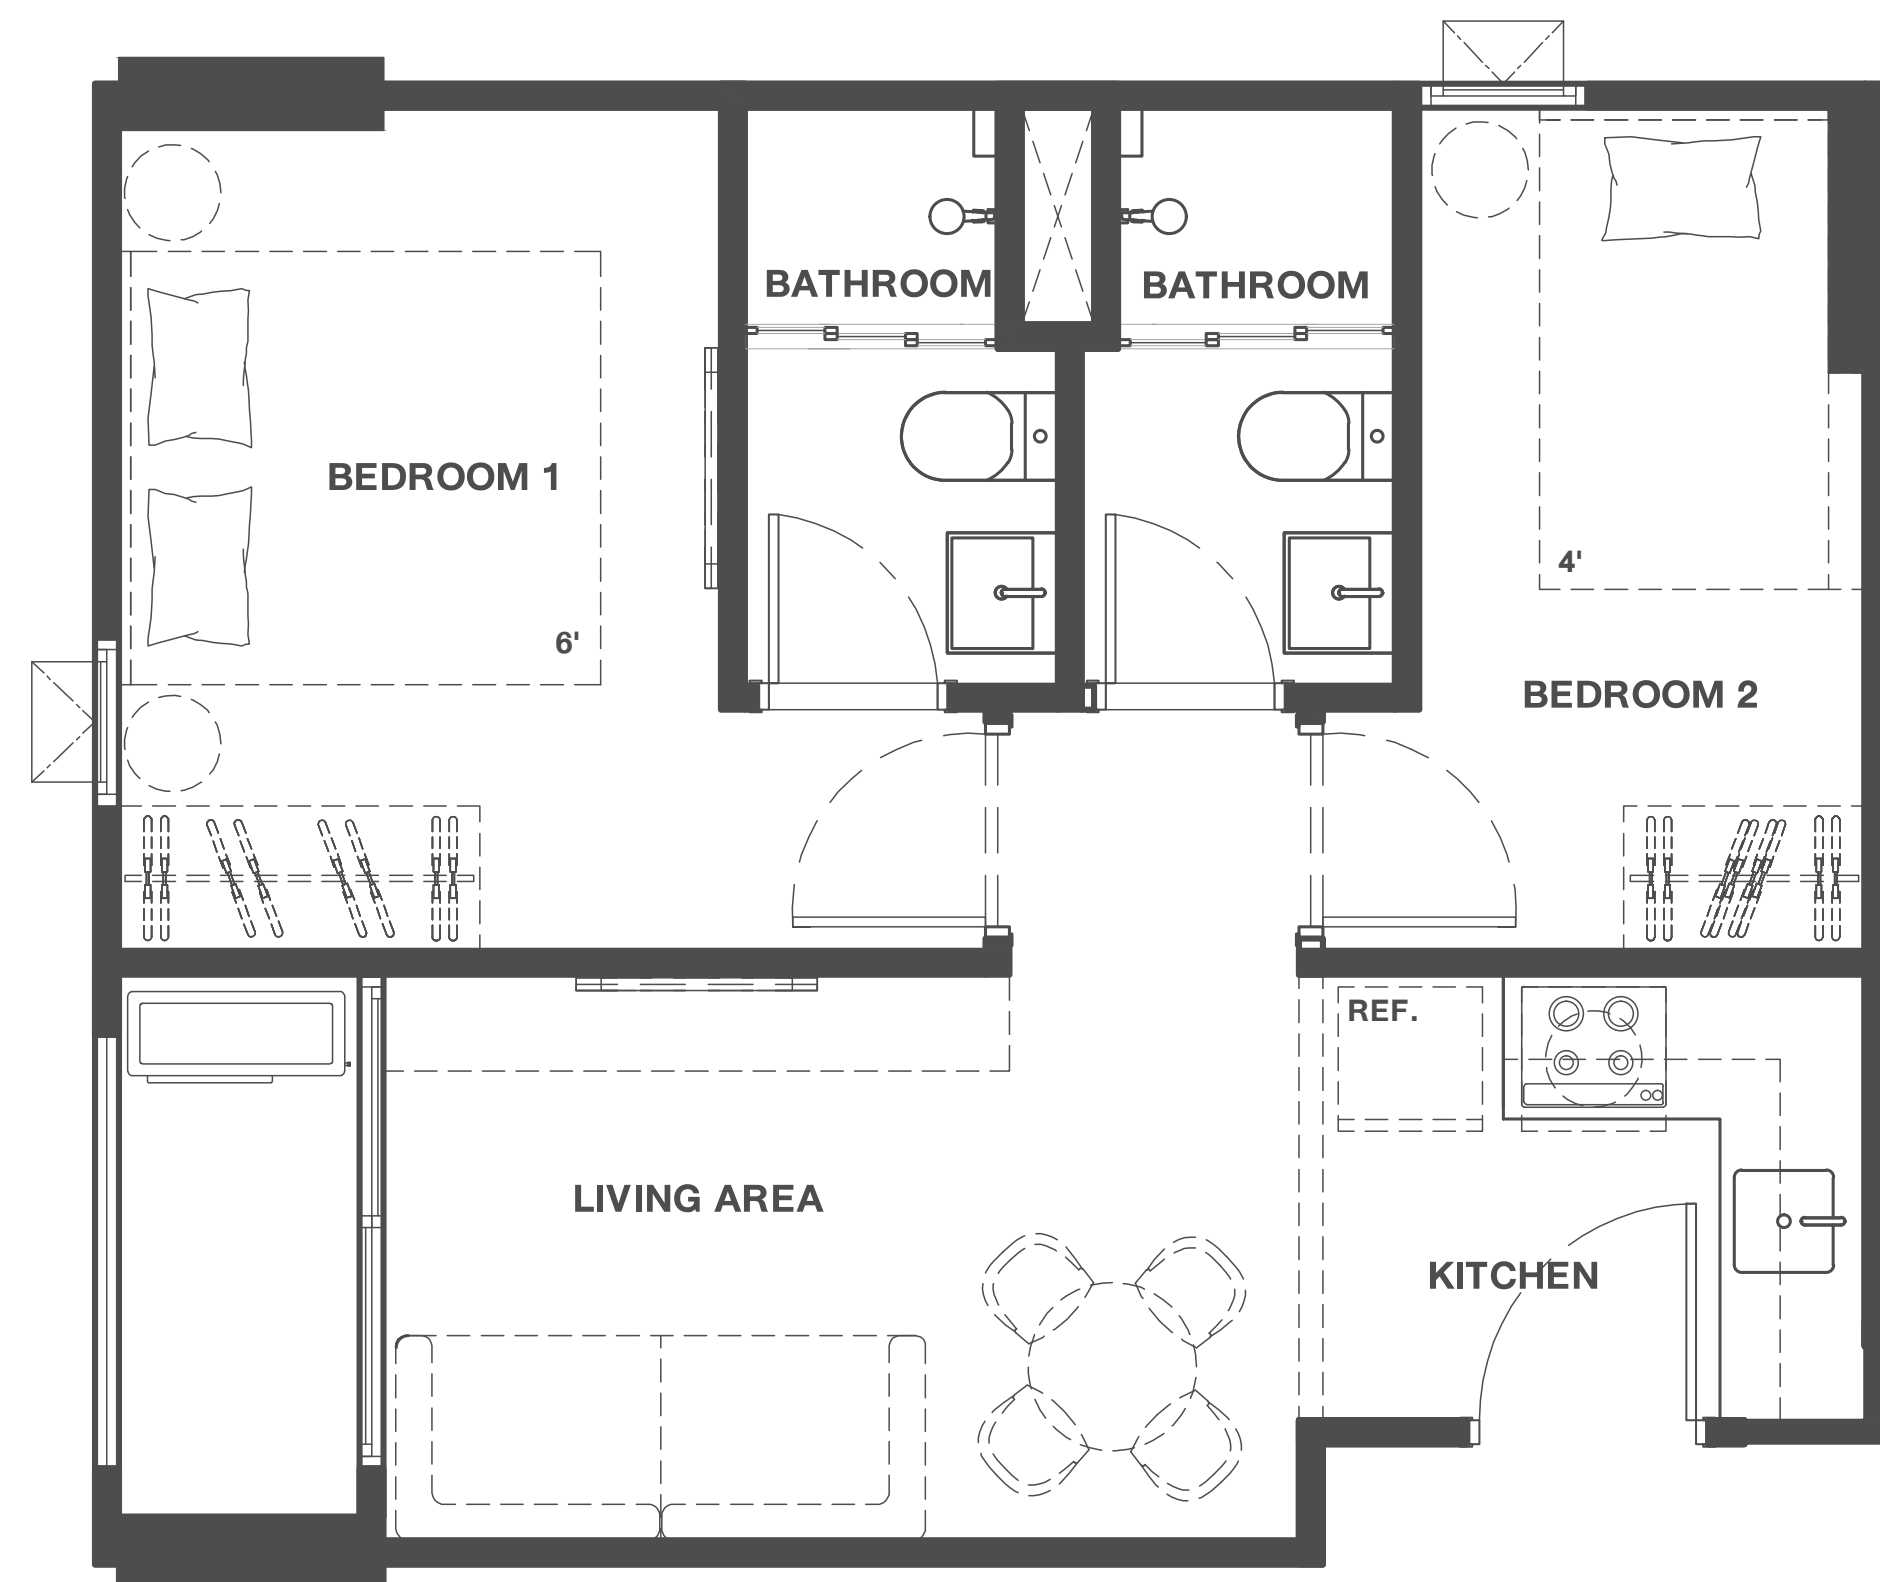 BATHROOM
BATHROOM
BEDROOM 1
4'
6'
BEDROOM 2
REF.
LIVING AREA
KITCHEN